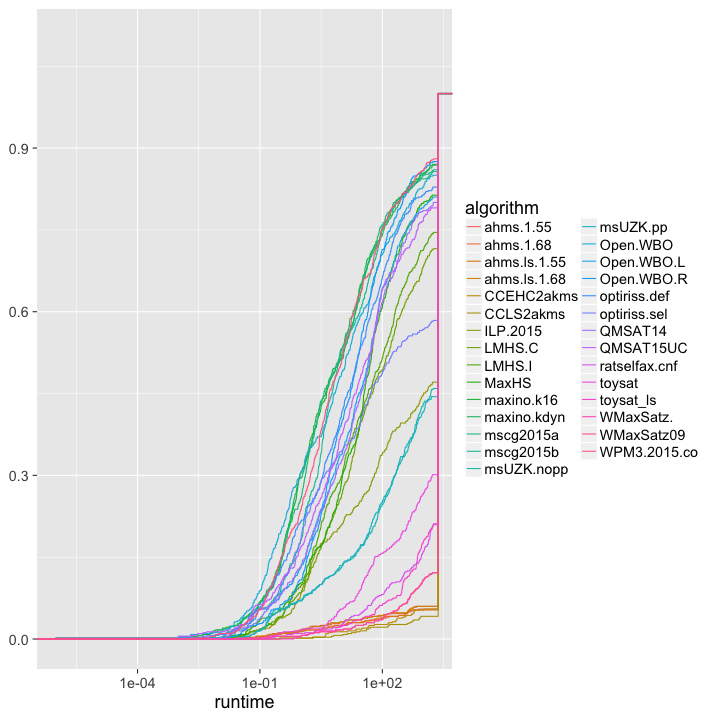 0.9
0.6
0.3
0.0
1e-04 1e-01 1e+02
runtime
algorithm
ahms.1.55
ahms.1.68
ahms.ls.1.55
ahms.ls.1.68
CCEHC2akms
CCLS2akms
ILP.2015
LMHS.C
LMHS.I
MaxHS
maxino.k16
maxino.kdyn
mscg2015a
mscg2015b
msUZK.nopp
msUZK.pp
Open.WBO
Open.WBO.L
Open.WBO.R
optiriss.def
optiriss.sel
QMSAT14
QMSAT15UC
ratselfax.cnf
toysat
toysat_ls
WMaxSatz.
WMaxSatz09
WPM3.2015.co